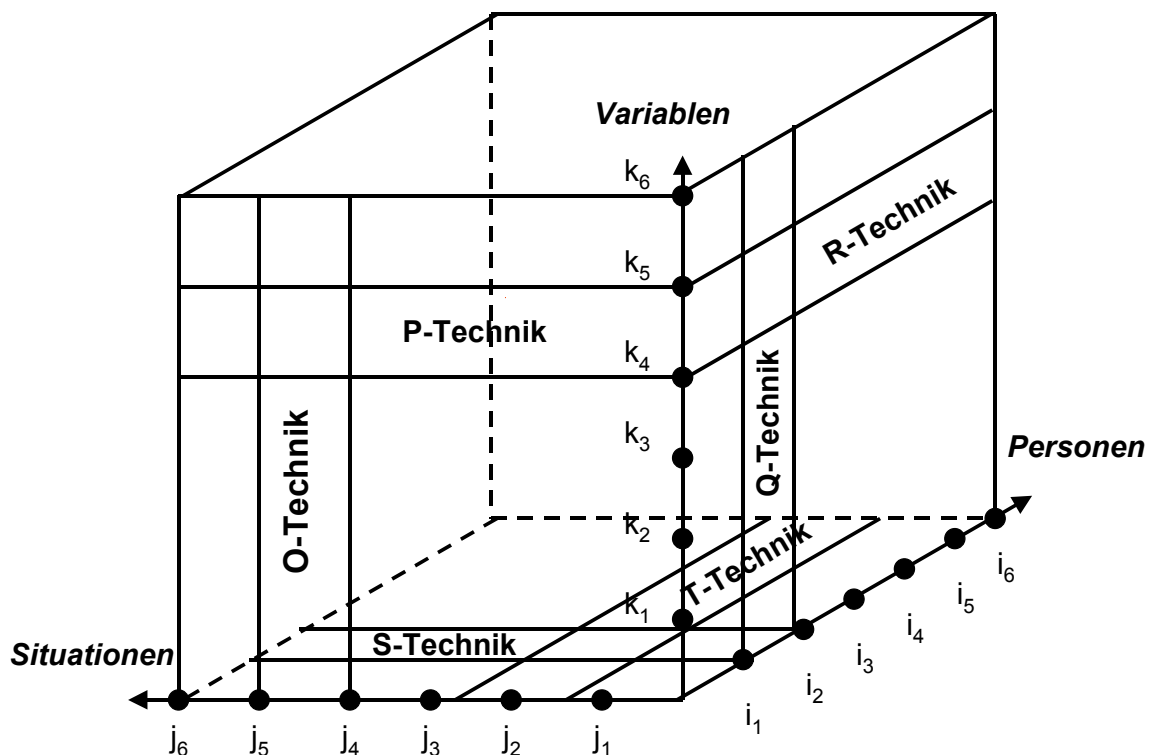 Variablen
k6
R-Technik
k5
P-Technik
k4
k3
Q-Technik
O-Technik
Personen
k2
T-Technik
k1
i6
i5
i4
i3
i2
i1
S-Technik
Situationen
j6 j5 j4 j3 j2 j1